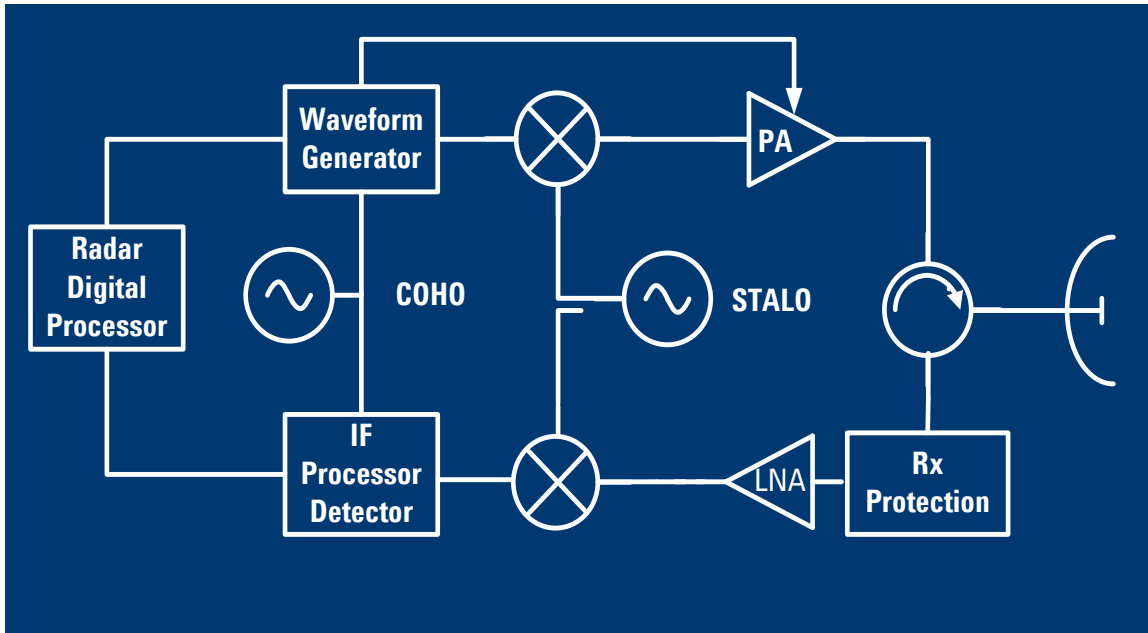 Waveform
Generator
PA
Radar
Digital
Processor
COHO
STALO
IF
Processor
Detector
LNA
Rx
Protection